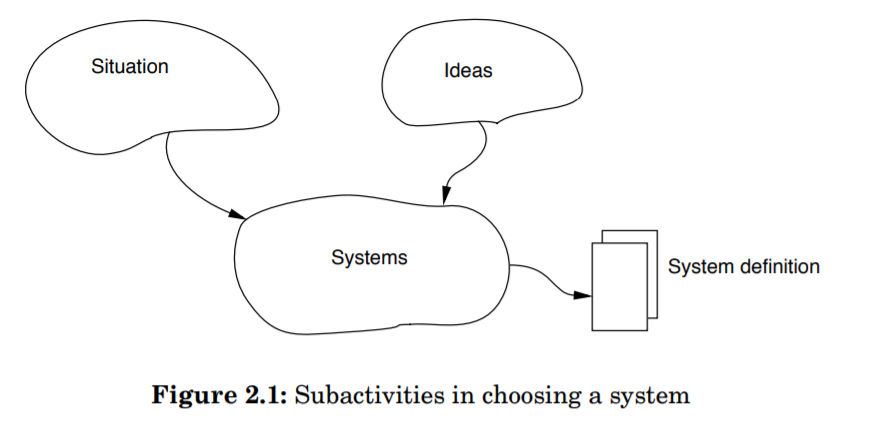 Situation
Ideas
Systems
System definition
Figure 2.1: Subactivities in choosing a system